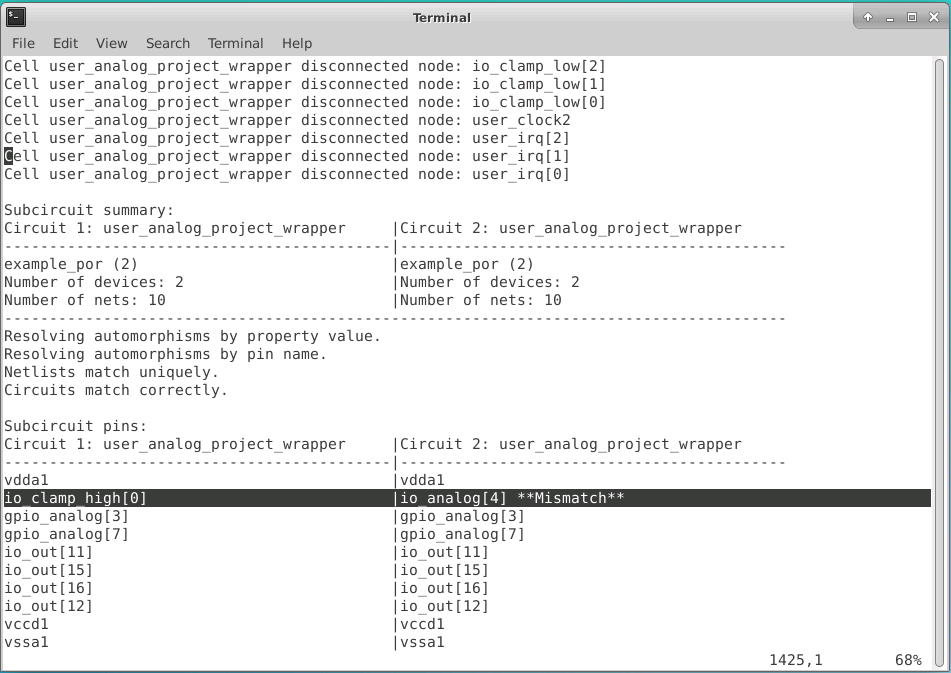 Terminal
File Edit View Search Terminal Help
Cell user_analog_project_wrapper disconnected node: io_clamp_low[2]
Cell user_analog_project_wrapper disconnected node: io_clamp_low[1]
Cell user_analog_project_wrapper disconnected node: io_clamp_low[0]
Cell user_analog_project_wrapper disconnected node: user_clock2
Cell user_analog_project_wrapper disconnected node: user_irq[2]
Cell user_analog_project_wrapper disconnected node: user_irq[1]
Cell user_analog_project_wrapper disconnected node: user_irq[0]
Subcircuit summary:
Circuit 1: user_analog_project_wrapper     |Circuit 2: user_analog_project_wrapper
-------------------------------------------|-------------------------------------------
example_por (2)                            |example_por (2)
Number of devices: 2                       |Number of devices: 2
Number of nets: 10                         |Number of nets: 10
---------------------------------------------------------------------------------------
Resolving automorphisms by property value.
Resolving automorphisms by pin name.
Netlists match uniquely.
Circuits match correctly.
Subcircuit pins:
Circuit 1: user_analog_project_wrapper     |Circuit 2: user_analog_project_wrapper
-------------------------------------------|-------------------------------------------
vdda1                                      |vdda1
io_clamp_high[0]                           |io_analog[4] **Mismatch**
gpio_analog[3]                             |gpio_analog[3]
gpio_analog[7]                             |gpio_analog[7]
io_out[11]                                 |io_out[11]
io_out[15]                                 |io_out[15]
io_out[16]                                 |io_out[16]
io_out[12]                                 |io_out[12]
vccd1                                      |vccd1
vssa1                                      |vssa1
1425,1        68%